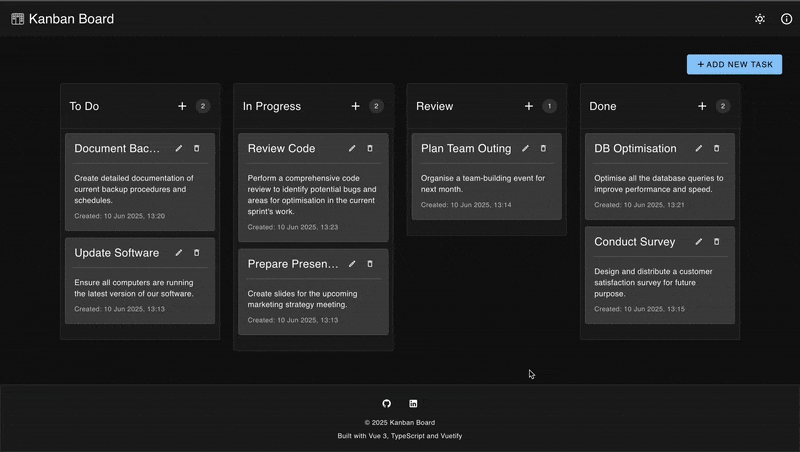 Kanban Board
+ ADD NEW TASK
To Do
2
Document Bac...
Create detailed documentation of
current backup procedures and
schedules.
Created: 10 Jun 2025, 13:20
Update Software
Ensure all computers are running
the latest version of our software.
Created: 10 Jun 2025, 13:13
In Progress
2
Review Code
Perform a comprehensive code
review to identify potential bugs and
areas for optimisation in the current
sprint's work.
Created: 10 Jun 2025, 13:23
Prepare Presen...
Create slides for the upcoming
marketing strategy meeting.
Created: 10 Jun 2025, 13:13
Review
1
Plan Team Outing
Organise a team-building event for
next month.
Created: 10 Jun 2025, 13:14
Done
2
DB Optimisation
Optimise all the database queries to
improve performance and speed.
Created: 10 Jun 2025, 13:21
Conduct Survey
Design and distribute a customer
satisfaction survey for future
purpose.
Created: 10 Jun 2025, 13:15
© 2025 Kanban Board
Built with Vue 3, TypeScript and Vuetify